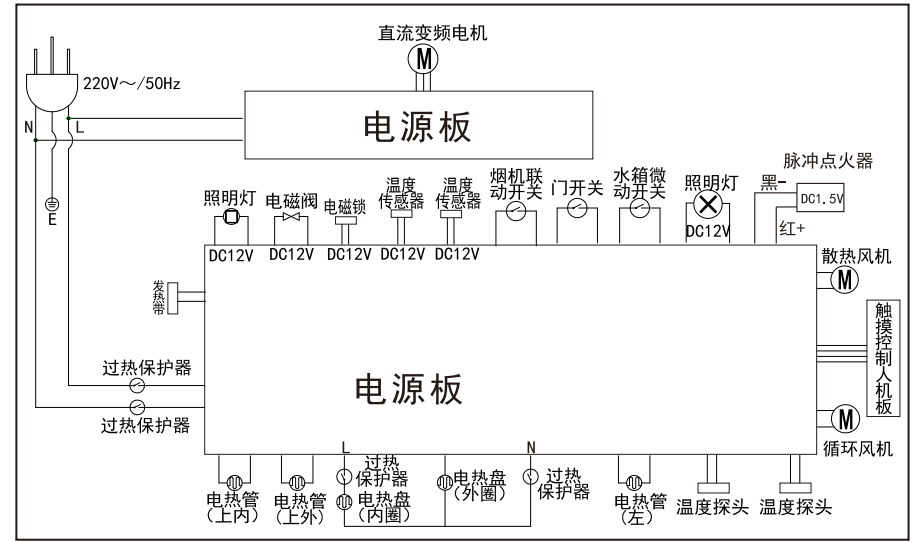 直流变频电机
M
220V～/50Hz
N
L
电源板
E
照明灯
电磁阀
电磁锁
温度
传感器
温度
传感器
烟机联
动开关
门开关
水箱微
动开关
照明灯
脉冲点火器
黑-
DC1.5V
红+
DC12V
DC12V
DC12V
DC12V
DC12V
DC12V
散热风机
M
发热带
触摸控制人机板
过热保护器
过热保护器
电源板
M
循环风机
L
N
电热管
（上内）
电热管
（上外）
过热
保护器
电热盘
（内圈）
电热盘
（外圈）
过热
保护器
电热管
（左）
温度探头
温度探头